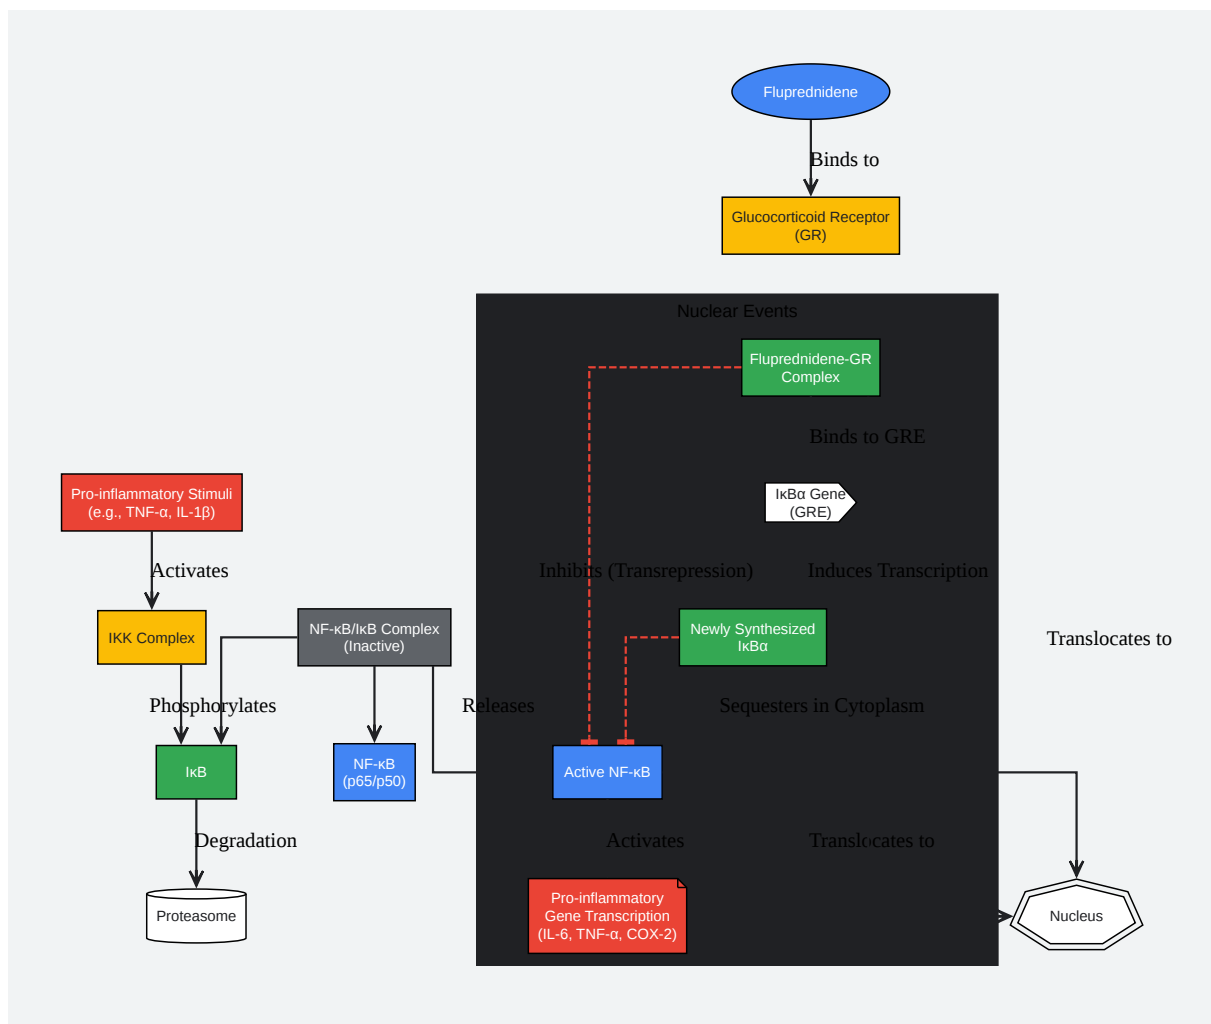 Fluprednidene
Binds to
Glucocorticoid Receptor
(GR)
Nuclear Events
Fluprednidene-GR
Complex
Binds to GRE
Pro-inflammatory Stimuli
(e.g., TNF-α, IL-1β)
IκBα Gene
(GRE)
Activates
Inhibits (Transrepression)
Induces Transcription
IKK Complex
NF-κB/IκB Complex
(Inactive)
Newly Synthesized
IκBα
Translocates to
Phosphorylates
Releases
Sequesters in Cytoplasm
IκB
NF-κB
(p65/p50)
Active NF-κB
Degradation
Activates
Translocates to
Proteasome
Pro-inflammatory
Gene Transcription
(IL-6, TNF-α, COX-2)
Nucleus